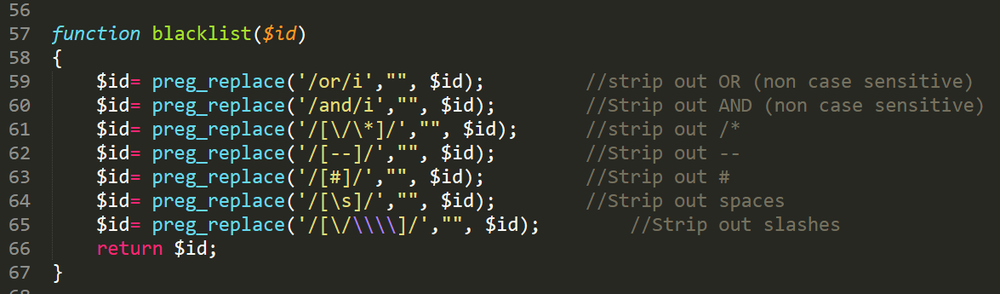 56
57 function blacklist($id)
58 {
59 $id= preg_replace('/or/i',"", $id); //strip out OR (non case sensitive)
60 $id= preg_replace('/and/i',"", $id); //Strip out AND (non case sensitive)
61 $id= preg_replace('/[\/\*]/',"", $id); //strip out /*
62 $id= preg_replace('/[--]/',"", $id); //Strip out --
63 $id= preg_replace('/[#]/',"", $id); //Strip out #
64 $id= preg_replace('/[\s]/',"", $id); //Strip out spaces
65 $id= preg_replace('/[\/\\\\]/',"", $id); //Strip out slashes
66 return $id;
67 }